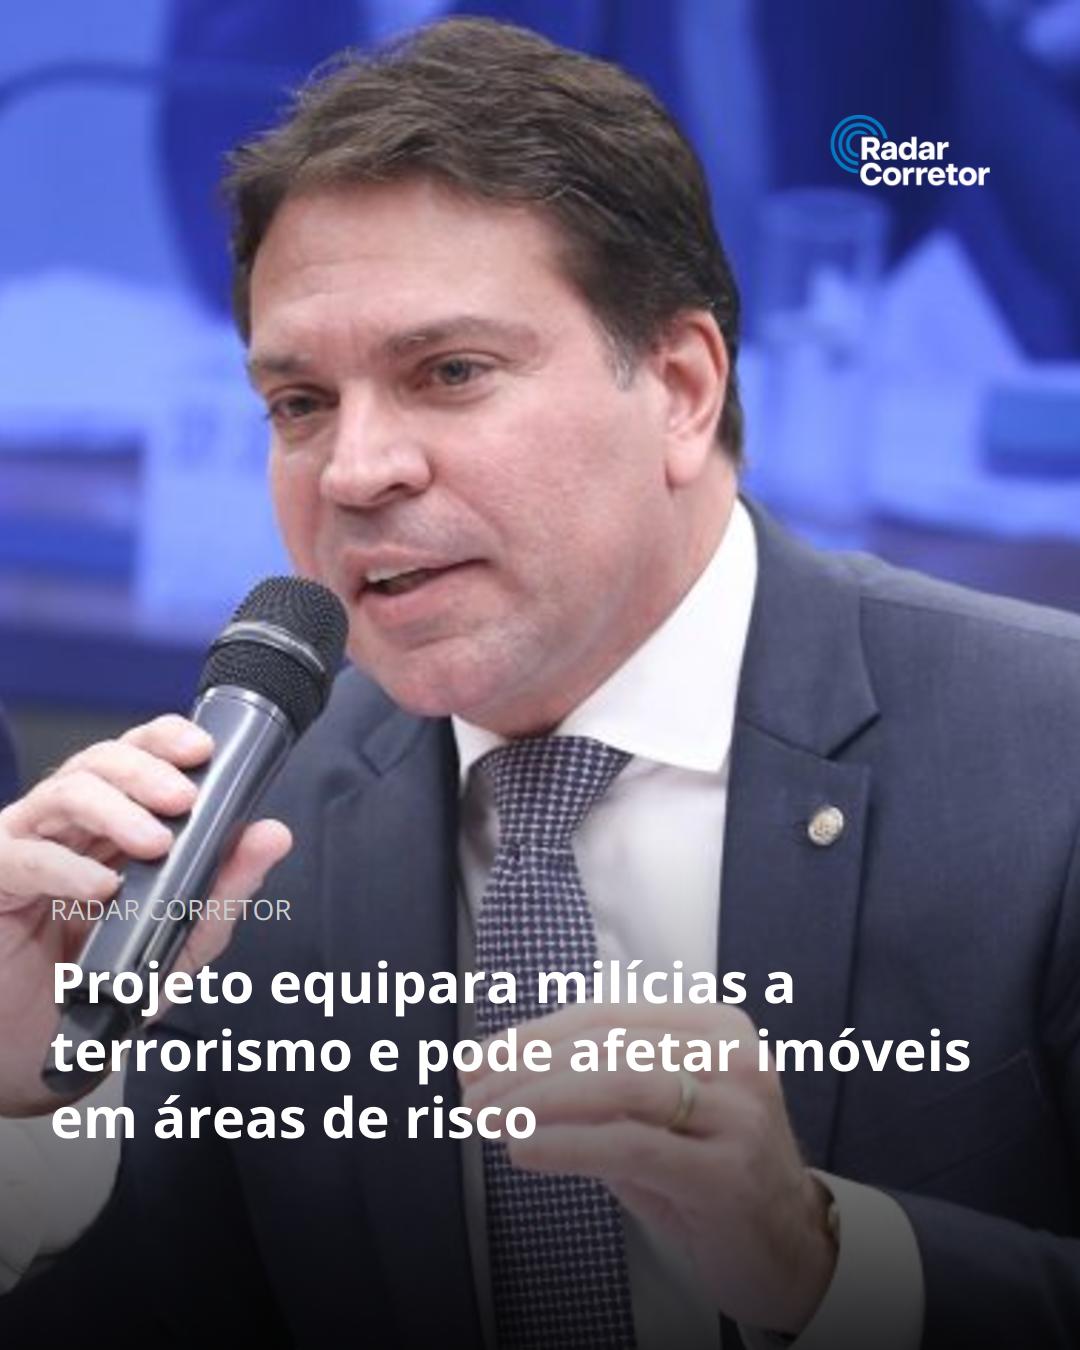 Radar
Corretor
RADAR CORRETOR
Projeto equipara milícias a
terrorismo e pode afetar imóveis
em áreas de risco